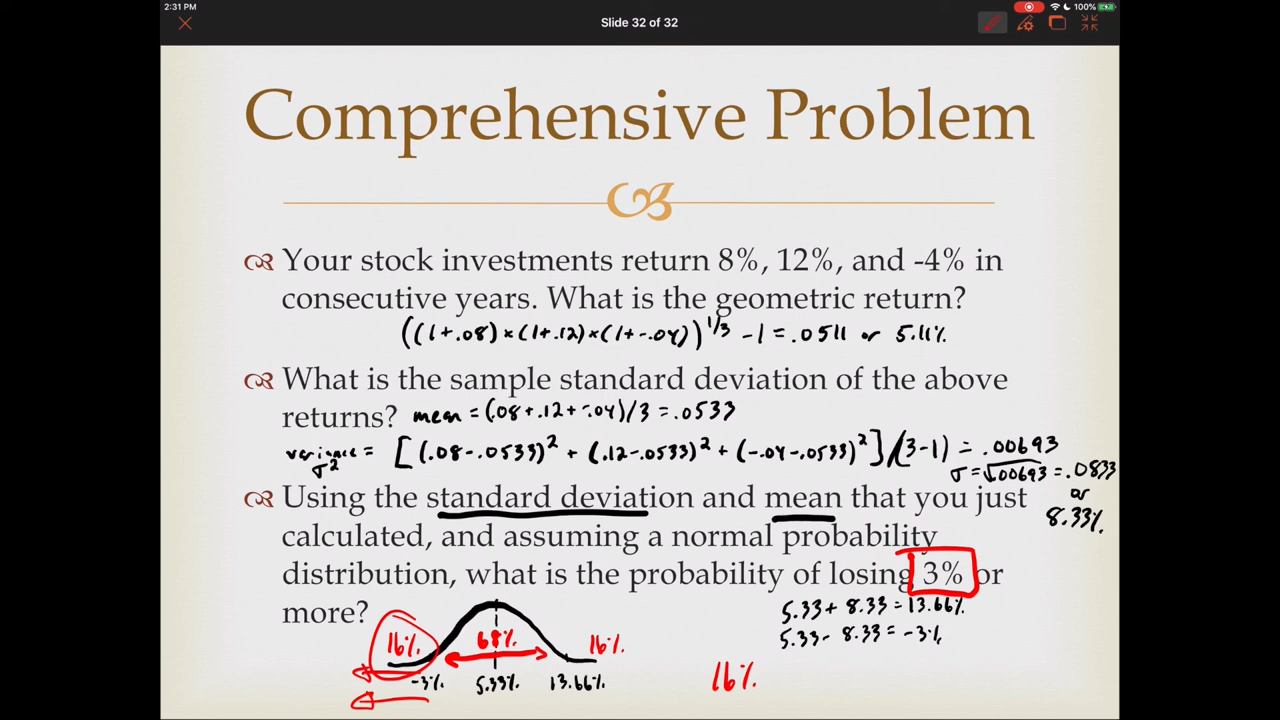 2:31 PM
Slide 32 of 32
100%
Comprehensive Problem
Your stock investments return 8%, 12%, and -4% in
consecutive years. What is the geometric return?
((1+.08)×(1+.12)×(1+-.04))^1/3 -1 = .0511 or 5.11%
What is the sample standard deviation of the above
returns? mean = (.08+.12+-.04)/3 = .0533
variance σ² = [(.08-.0533)² + (.12-.0533)² + (-.04-.0533)²]/(3-1) = .00693
σ = √.00693 = .0833
or
8.33%
Using the standard deviation and mean that you just
calculated, and assuming a normal probability
distribution, what is the probability of losing 3% or
more?
5.33 + 8.33 = 13.66%
5.33 - 8.33 = -3%
16% 68% 16%
-3% 5.33% 13.66%
16%